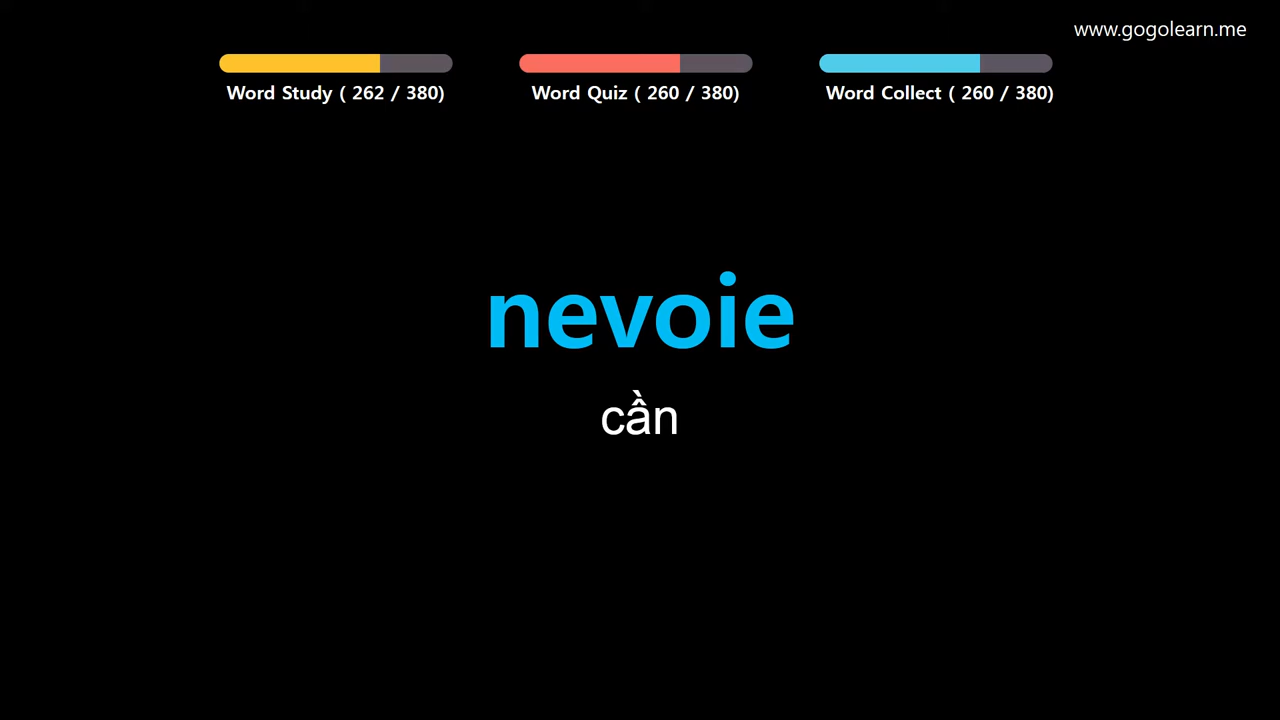 www.gogolearn.me
Word Study ( 262 / 380)
Word Quiz ( 260 / 380)
Word Collect ( 260 / 380)
nevoie
cần